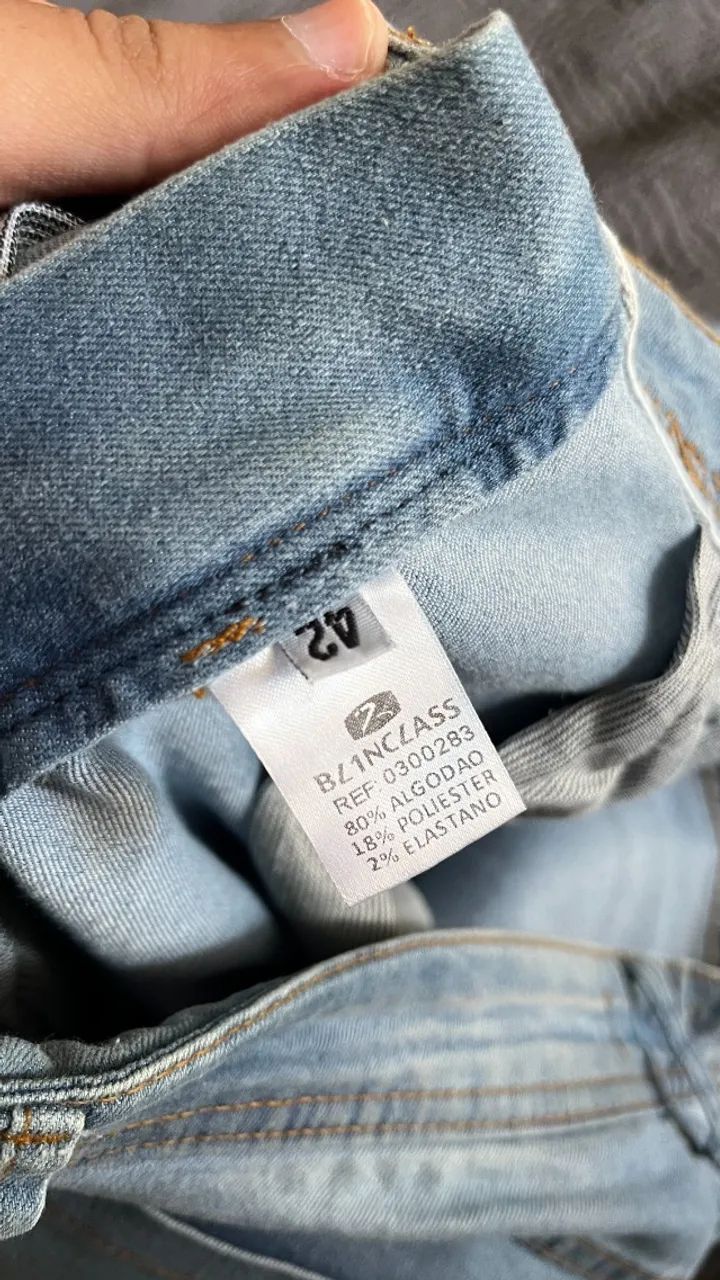 42
BL1NCLASS
REF: 0300283
80% ALGODAO
18% POLIESTER
2% ELASTANO